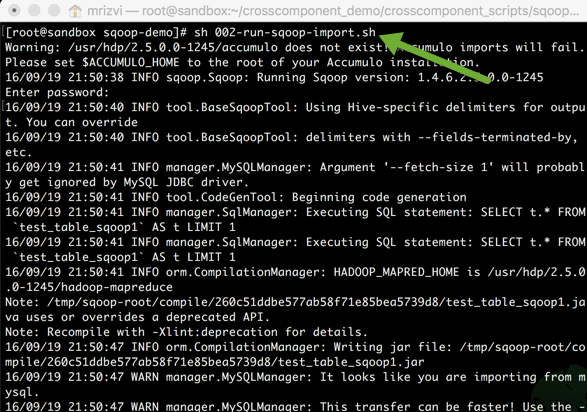 mrizvi — root@sandbox:~/crosscomponent_demo/crosscomponent_scripts/sqoop…
[root@sandbox sqoop-demo]# sh 002-run-sqoop-import.sh
Warning: /usr/hdp/2.5.0.0-1245/accumulo does not exist! Accumulo imports will fail.
Please set $ACCUMULO_HOME to the root of your Accumulo installation.
16/09/19 21:50:38 INFO sqoop.Sqoop: Running Sqoop version: 1.4.6.2.5.0.0-1245
Enter password:
16/09/19 21:50:40 INFO tool.BaseSqoopTool: Using Hive-specific delimiters for outpu
t. You can override
16/09/19 21:50:40 INFO tool.BaseSqoopTool: delimiters with --fields-terminated-by,
etc.
16/09/19 21:50:41 INFO manager.MySQLManager: Argument '--fetch-size 1' will probabl
y get ignored by MySQL JDBC driver.
16/09/19 21:50:41 INFO tool.CodeGenTool: Beginning code generation
16/09/19 21:50:41 INFO manager.SqlManager: Executing SQL statement: SELECT t.* FROM
`test_table_sqoop1` AS t LIMIT 1
16/09/19 21:50:41 INFO manager.SqlManager: Executing SQL statement: SELECT t.* FROM
`test_table_sqoop1` AS t LIMIT 1
16/09/19 21:50:41 INFO orm.CompilationManager: HADOOP_MAPRED_HOME is /usr/hdp/2.5.0
.0-1245/hadoop-mapreduce
Note: /tmp/sqoop-root/compile/260c51ddbe577ab58f71e85bea5739d8/test_table_sqoop1.ja
va uses or overrides a deprecated API.
Note: Recompile with -Xlint:deprecation for details.
16/09/19 21:50:47 INFO orm.CompilationManager: Writing jar file: /tmp/sqoop-root/co
mpile/260c51ddbe577ab58f71e85bea5739d8/test_table_sqoop1.jar
16/09/19 21:50:47 WARN manager.MySQLManager: It looks like you are importing from m
ysql.
16/09/19 21:50:47 WARN manager.MySQLManager: This transfer can be faster! Use the